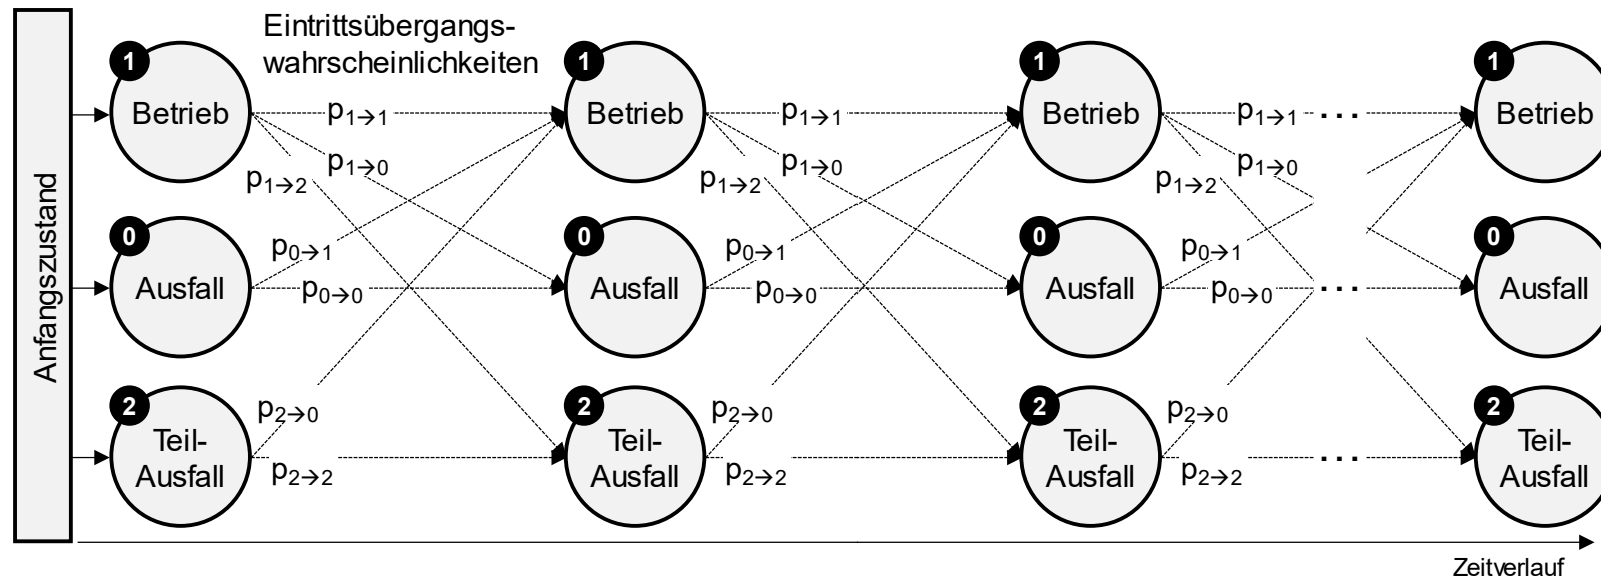 Eintrittsübergangs-
wahrscheinlichkeiten
Anfangszustand
1
Betrieb
p1→1
p1→0
p1→2
0
Ausfall
p0→1
p0→0
2
Teil-
Ausfall
p2→0
p2→2
1
Betrieb
p1→1
p1→0
p1→2
0
Ausfall
p0→1
p0→0
2
Teil-
Ausfall
p2→0
p2→2
1
Betrieb
p1→1
...
p1→0
p1→2
0
Ausfall
p0→1
p0→0
...
2
Teil-
Ausfall
p2→0
p2→2
...
1
Betrieb
0
Ausfall
2
Teil-
Ausfall
Zeitverlauf